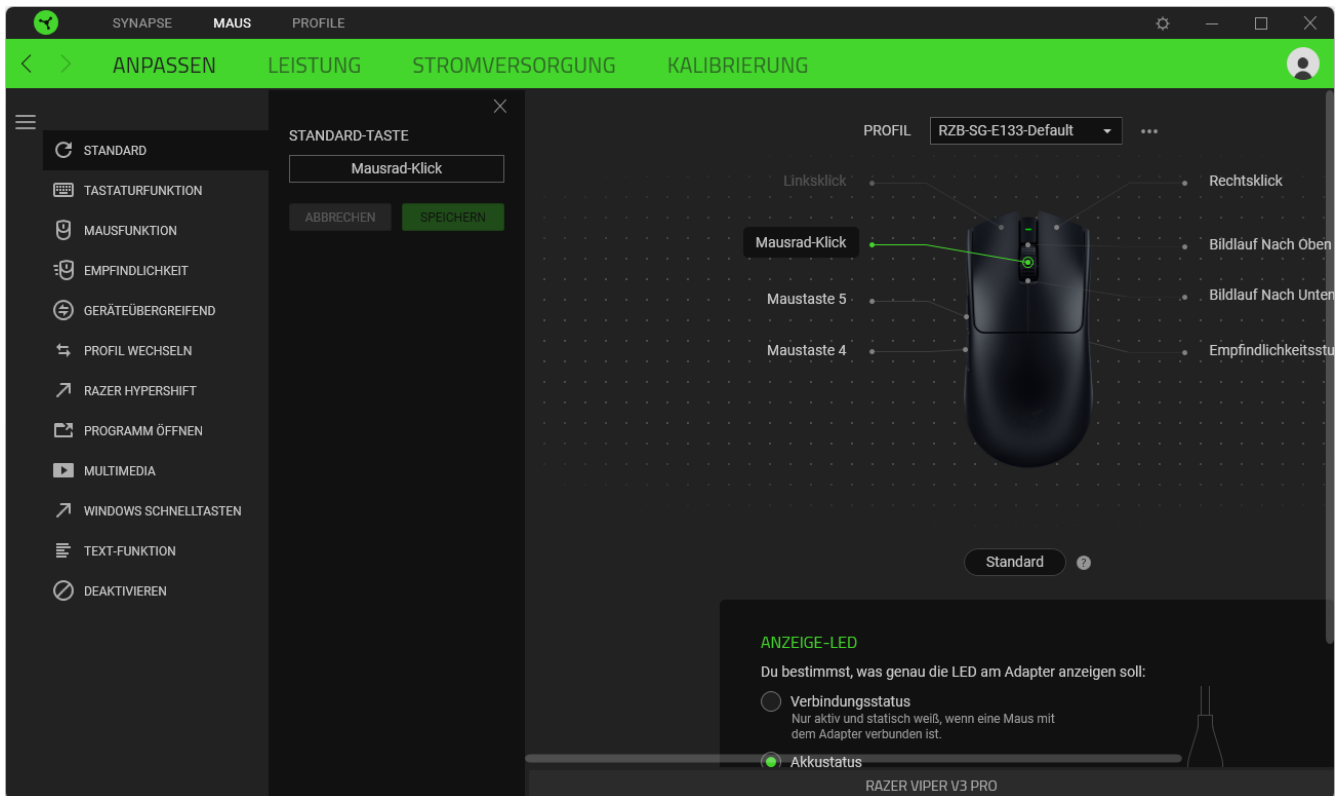 SYNAPSE MAUS PROFILE
ANPASSEN LEISTUNG STROMVERSORGUNG KALIBRIERUNG
STANDARD
TASTATURFUNKTION
MAUSFUNKTION
EMPFINDLICHKEIT
GERÄTEÜBERGREIFEND
PROFIL WECHSELN
RAZER HYPERSHIFT
PROGRAMM ÖFFNEN
MULTIMEDIA
WINDOWS SCHNELLTASTEN
TEXT-FUNKTION
DEAKTIVIEREN
STANDARD-TASTE
Mausrad-Klick
ABBRECHEN SPEICHERN
PROFIL RZB-SG-E133-Default
Linksklick
Mausrad-Klick
Maustaste 5
Maustaste 4
Rechtsklick
Bildlauf Nach Oben
Bildlauf Nach Unten
Empfindlichkeitsstu
Standard ?
ANZEIGE-LED
Du bestimmst, was genau die LED am Adapter anzeigen soll:
Verbindungsstatus
Nur aktiv und statisch weiß, wenn eine Maus mit
dem Adapter verbunden ist.
Akkustatus
RAZER VIPER V3 PRO